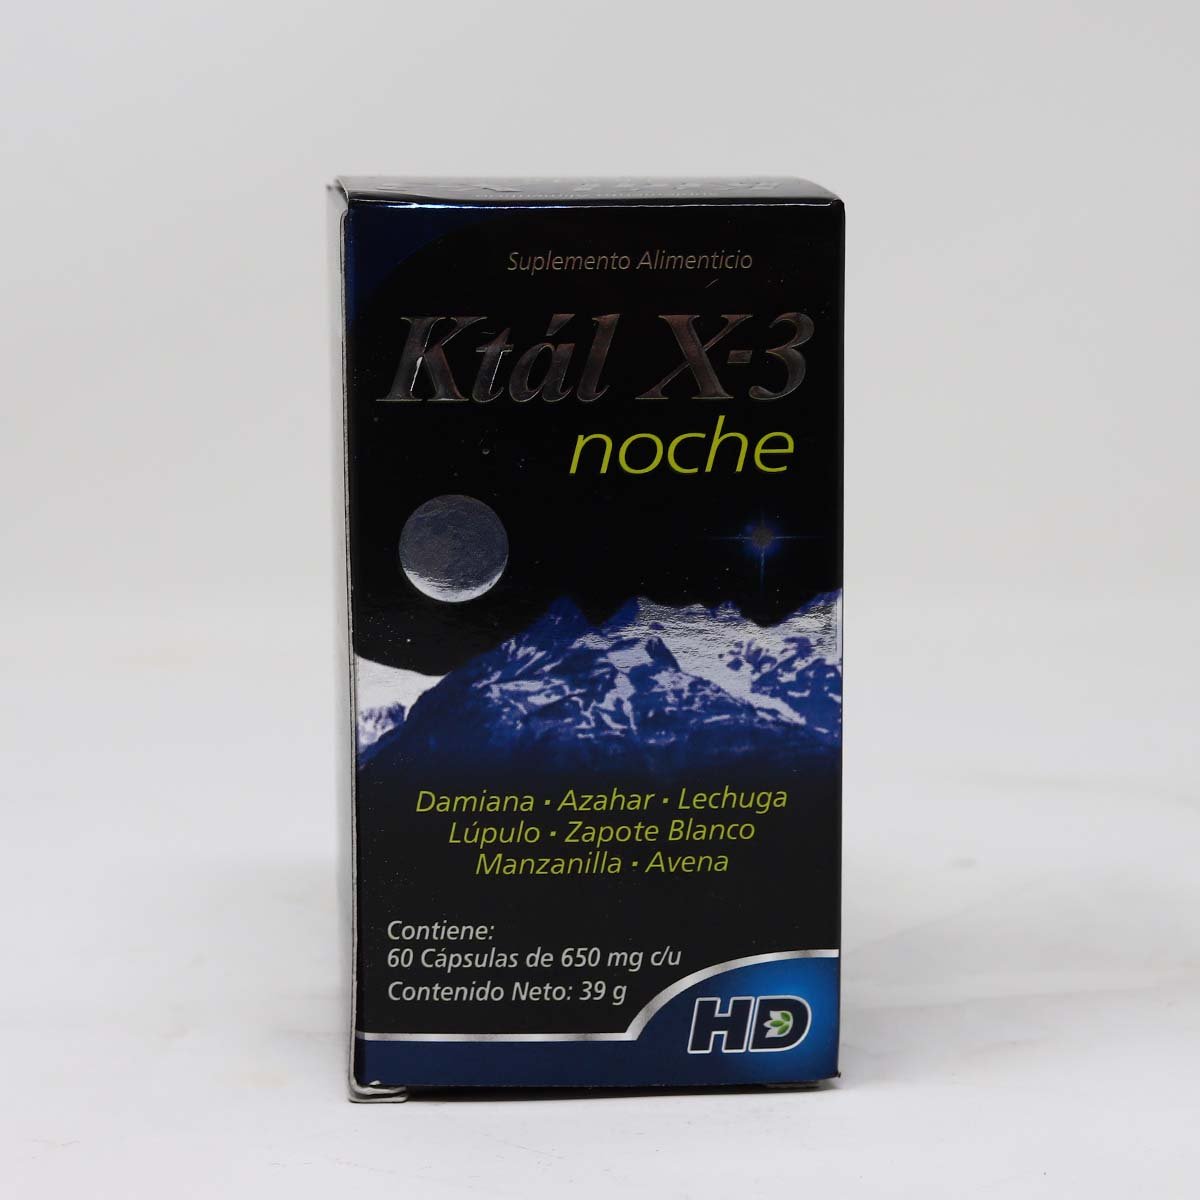 Suplemento Alimenticio
Ktál X-3
noche
Damiana · Azahar · Lechuga
Lúpulo · Zapote Blanco
Manzanilla · Avena
Contiene:
60 Cápsulas de 650 mg c/u
Contenido Neto: 39 g
HD